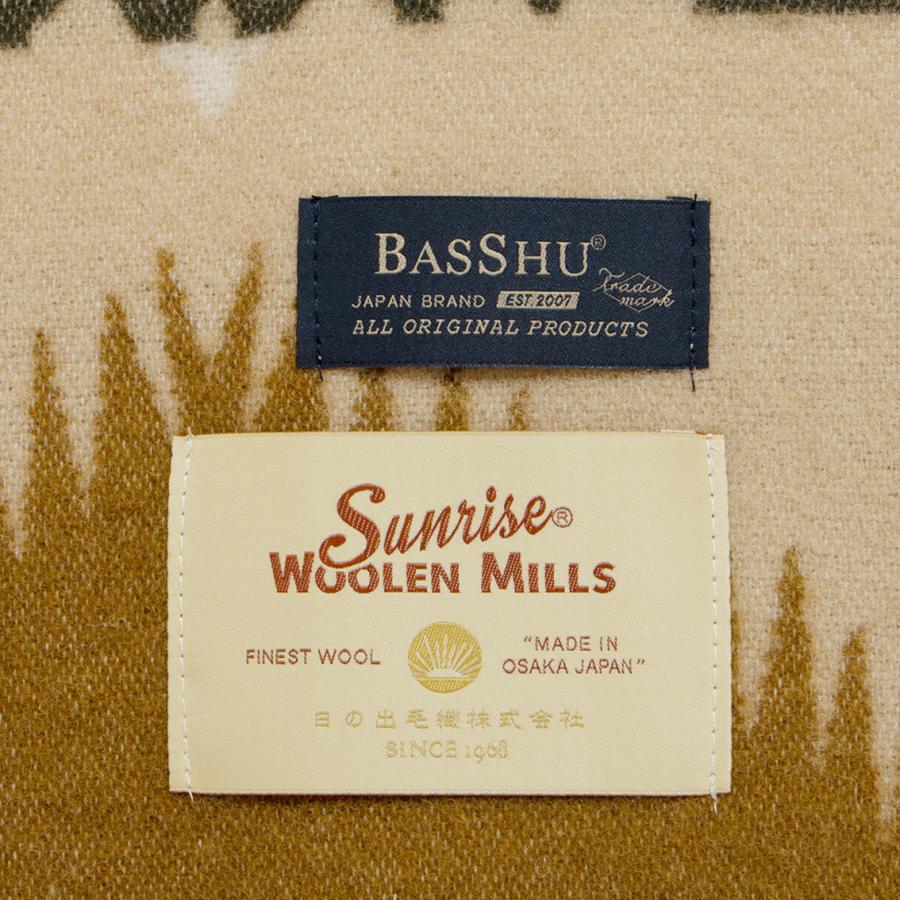 BASSHU®
JAPAN BRAND EST.2007 Trade mark
ALL ORIGINAL PRODUCTS
Sunrise®
WOOLEN MILLS
FINEST WOOL
"MADE IN
OSAKA JAPAN"
日の出毛織株式会社
SINCE 1968